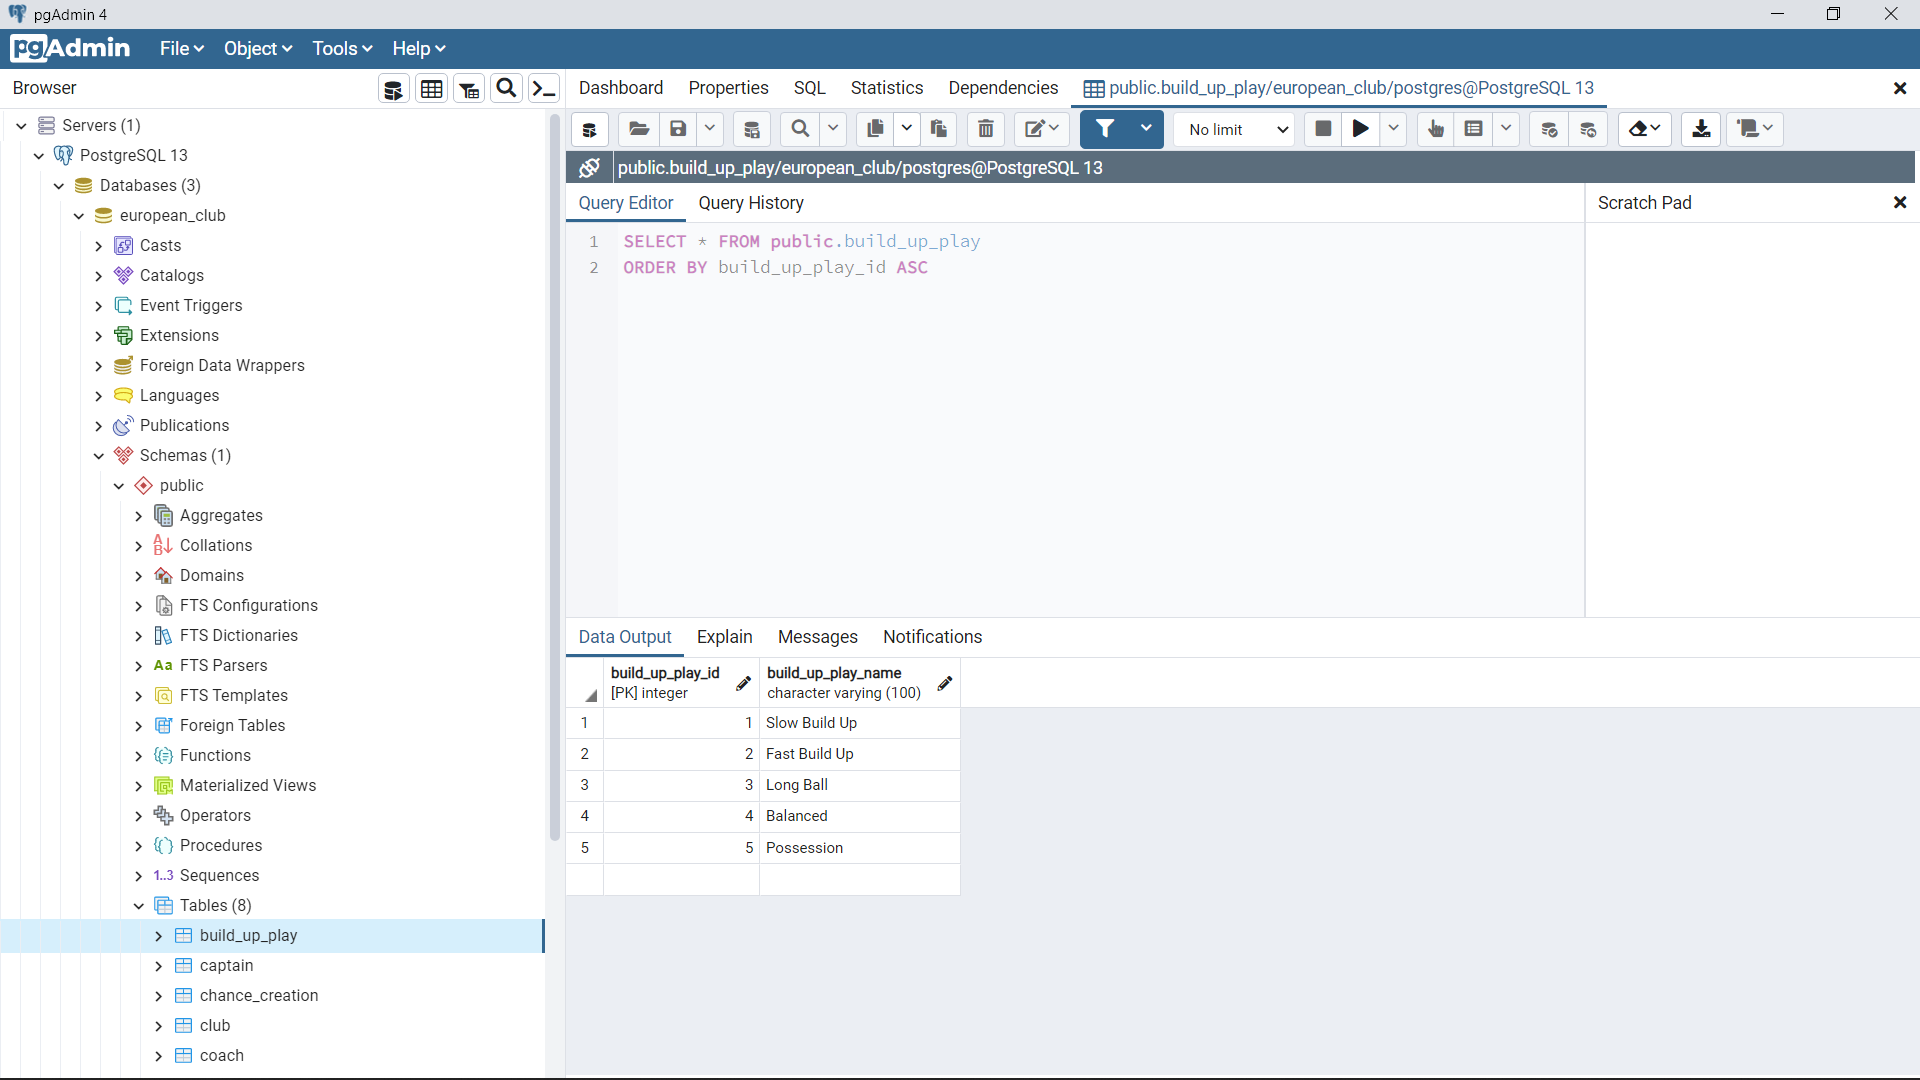 pgAdmin 4
pgAdmin File Object Tools Help
Browser
Dashboard Properties SQL Statistics Dependencies public.build_up_play/european_club/postgres@PostgreSQL 13
No limit
public.build_up_play/european_club/postgres@PostgreSQL 13
Query Editor Query History
Scratch Pad
1 SELECT * FROM public.build_up_play
2 ORDER BY build_up_play_id ASC
Servers (1)
PostgreSQL 13
Databases (3)
european_club
Casts
Catalogs
Event Triggers
Extensions
Foreign Data Wrappers
Languages
Publications
Schemas (1)
public
Aggregates
Collations
Domains
FTS Configurations
FTS Dictionaries
Aa FTS Parsers
FTS Templates
Foreign Tables
Functions
Materialized Views
Operators
Procedures
1..3 Sequences
Tables (8)
build_up_play
captain
chance_creation
club
coach
Data Output Explain Messages Notifications
build_up_play_id build_up_play_name
[PK] integer character varying (100)
1 1 Slow Build Up
2 2 Fast Build Up
3 3 Long Ball
4 4 Balanced
5 5 Possession